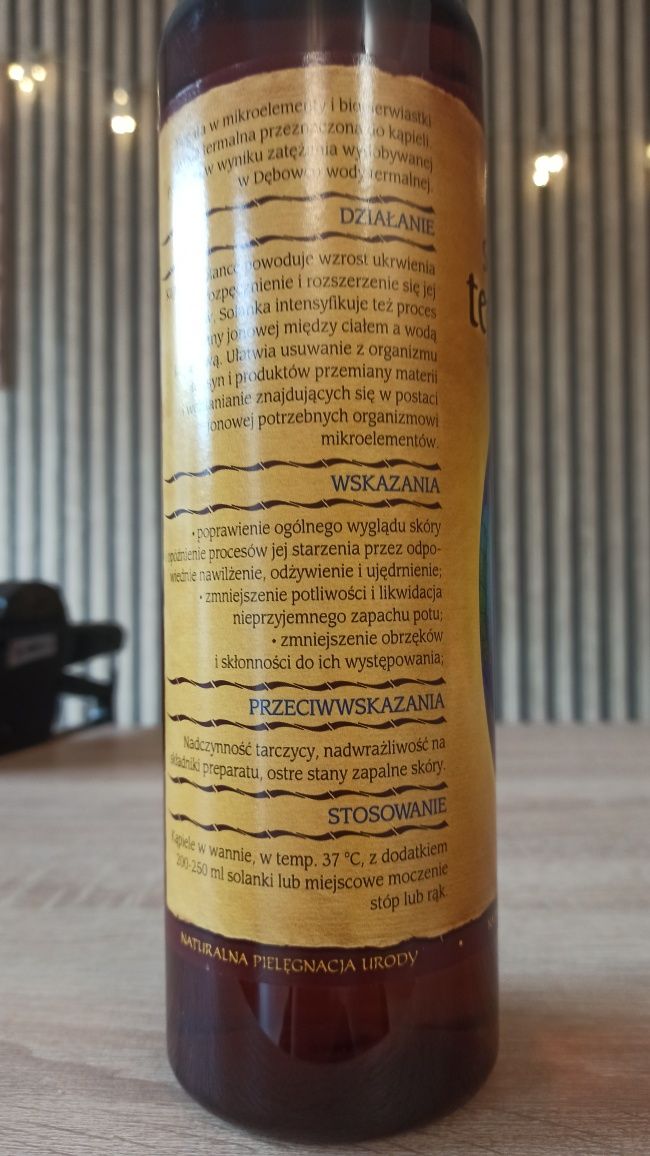 w mikroelementy i biopierwiastki
termalna przeznaczona do kąpieli.
w wyniku zatężania wydobywanej
w Dębowcu wody termalnej.
DZIAŁANIE
powoduje wzrost ukrwienia
i rozszerzenie się jej
Solanka intensyfikuje też proces
jonowej między ciałem a wodą
Ułatwia usuwanie z organizmu
i produktów przemiany materii
i wchłanianie znajdujących się w postaci
jonowej potrzebnych organizmowi
mikroelementów.
WSKAZANIA
• poprawienie ogólnego wyglądu skóry
opóźnienie procesów jej starzenia przez odpo-
wiednie nawilżenie, odżywienie i ujędrnienie;
• zmniejszenie potliwości i likwidacja
nieprzyjemnego zapachu potu;
• zmniejszenie obrzęków
i skłonności do ich występowania;
PRZECIWWSKAZANIA
Nadczynność tarczycy, nadwrażliwość na
składniki preparatu, ostre stany zapalne skóry.
STOSOWANIE
Kąpiele w wannie, w temp. 37 °C, z dodatkiem
200-250 ml solanki lub miejscowe moczenie
stóp lub rąk.
NATURALNA PIELĘGNACJA URODY
te